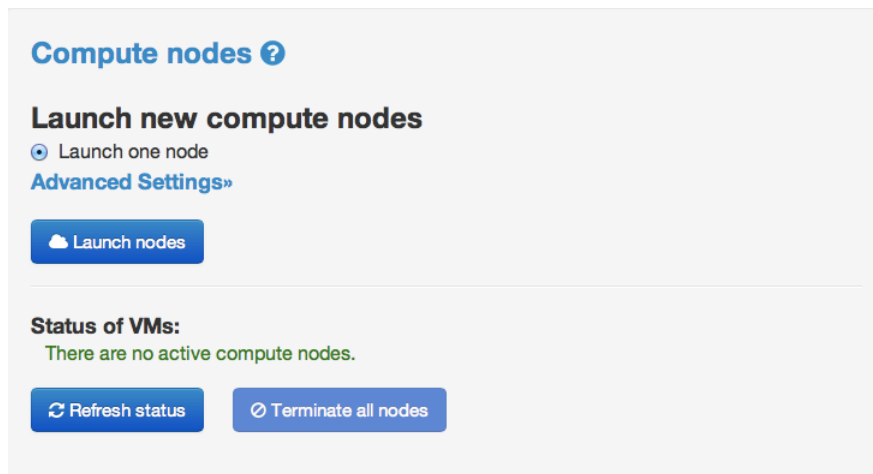 Compute nodes
Launch new compute nodes
Launch one node
Advanced Settings»
Launch nodes
Status of VMs:
There are no active compute nodes.
Refresh status
Terminate all nodes